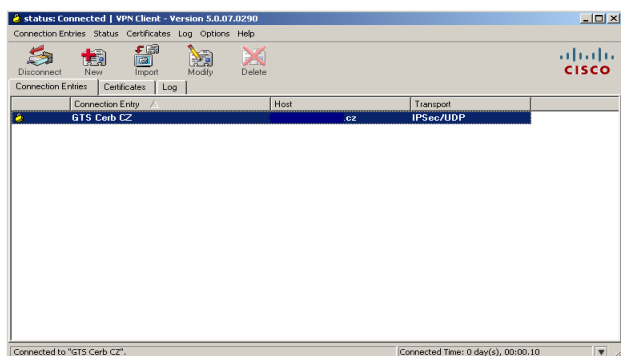 status: Connected | VPN Client - Version 5.0.07.0290
Connection Entries Status Certificates Log Options Help
Disconnect New Import Modify Delete
CISCO
Connection Entries Certificates Log
Connection Entry Host Transport
GTS Cerb CZ .cz IPSec/UDP
Connected to "GTS Cerb CZ". Connected Time: 0 day(s), 00:00.10